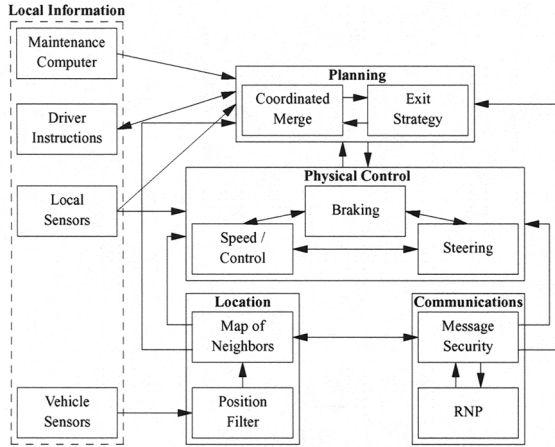 Local Information
Maintenance
Computer
Driver
Instructions
Local
Sensors
Vehicle
Sensors
Planning
Coordinated
Merge
Exit
Strategy
Physical Control
Braking
Speed /
Control
Steering
Location
Map of
Neighbors
Position
Filter
Communications
Message
Security
RNP